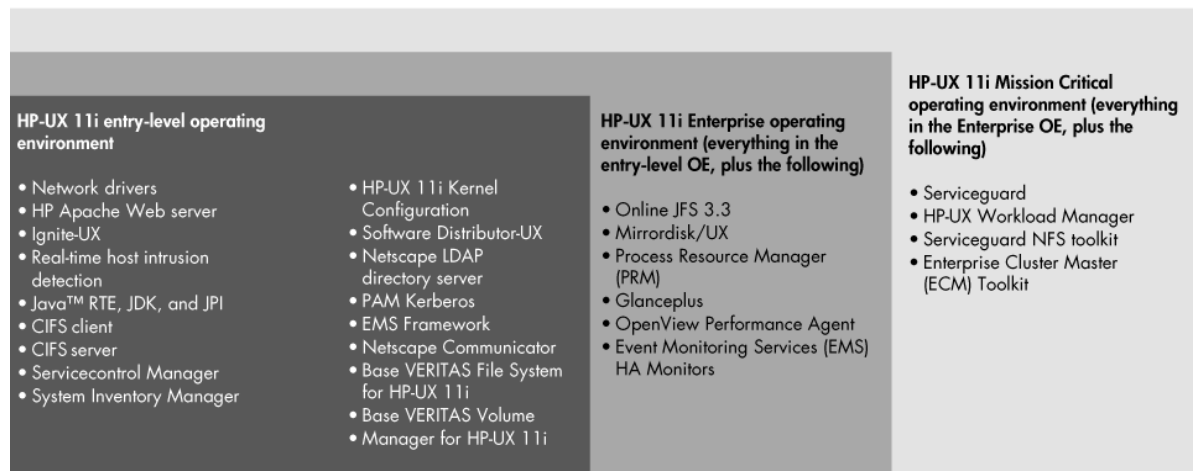 HP-UX 11i entry-level operating
environment
• Network drivers
• HP Apache Web server
• Ignite-UX
• Real-time host intrusion
detection
• Java™ RTE, JDK, and JPI
• CIFS client
• CIFS server
• Servicecontrol Manager
• System Inventory Manager
• HP-UX 11i Kernel
Configuration
• Software Distributor-UX
• Netscape LDAP
directory server
• PAM Kerberos
• EMS Framework
• Netscape Communicator
• Base VERITAS File System
for HP-UX 11i
• Base VERITAS Volume
• Manager for HP-UX 11i
HP-UX 11i Enterprise operating
environment (everything in the
entry-level OE, plus the following)
• Online JFS 3.3
• Mirrordisk/UX
• Process Resource Manager
(PRM)
• Glanceplus
• OpenView Performance Agent
• Event Monitoring Services (EMS)
HA Monitors
HP-UX 11i Mission Critical
operating environment (everything
in the Enterprise OE, plus the
following)
• Serviceguard
• HP-UX Workload Manager
• Serviceguard NFS toolkit
• Enterprise Cluster Master
(ECM) Toolkit